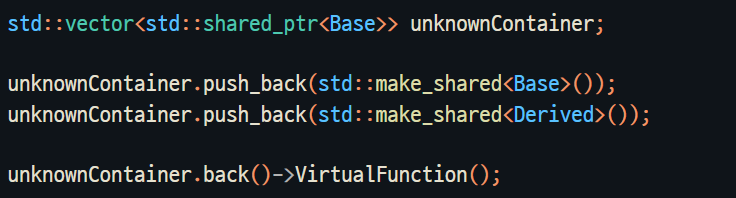 std::vector<std::shared_ptr<Base>> unknownContainer;
unknownContainer.push_back(std::make_shared<Base>());
unknownContainer.push_back(std::make_shared<Derived>());
unknownContainer.back()->VirtualFunction();